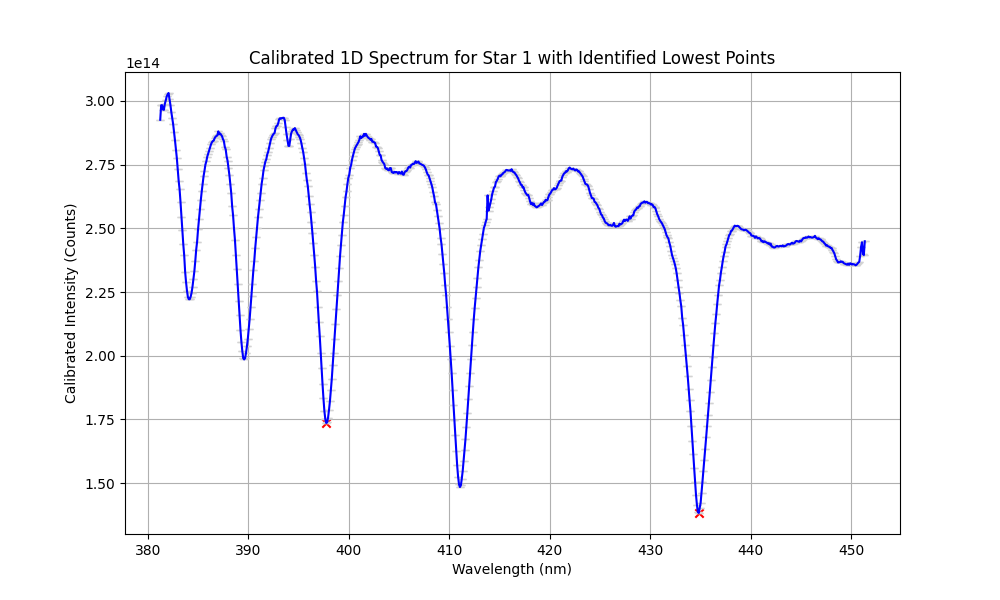 Calibrated 1D Spectrum for Star 1 with Identified Lowest Points
1e14
3.00
2.75
2.50
2.25
2.00
1.75
1.50
Calibrated Intensity (Counts)
380 390 400 410 420 430 440 450
Wavelength (nm)